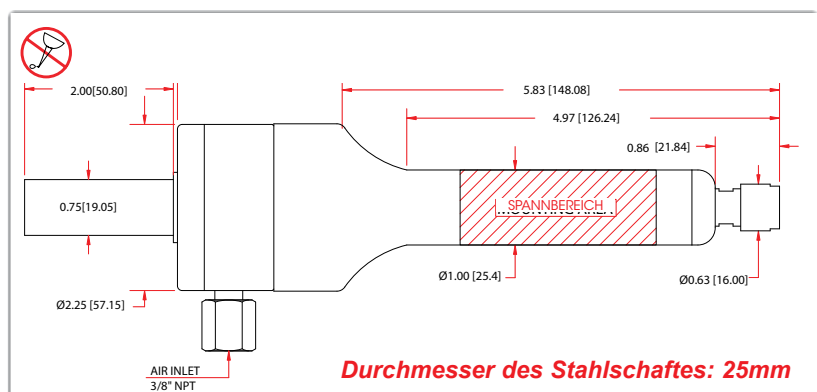 2.00[50.80]
5.83 [148.08]
4.97 [126.24]
0.86 [21.84]
0.75[19.05]
SPANNBEREICH
Ø1.00 [25.4]
Ø0.63 [16.00]
Ø2.25 [57.15]
AIR INLET
3/8" NPT
Durchmesser des Stahlschaftes: 25mm